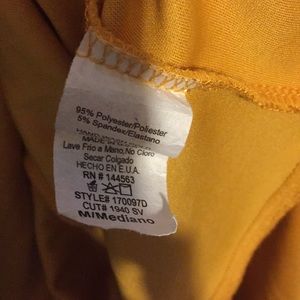 95% Polyester/Poliester
5% Spandex/Elastano
Lave Frio a Mano.No Cloro
Secar Colgado
HECHO EN E.U.A.
RN # 144563
STYLE# 170097D
CUT# 1940 SV
M/Mediano